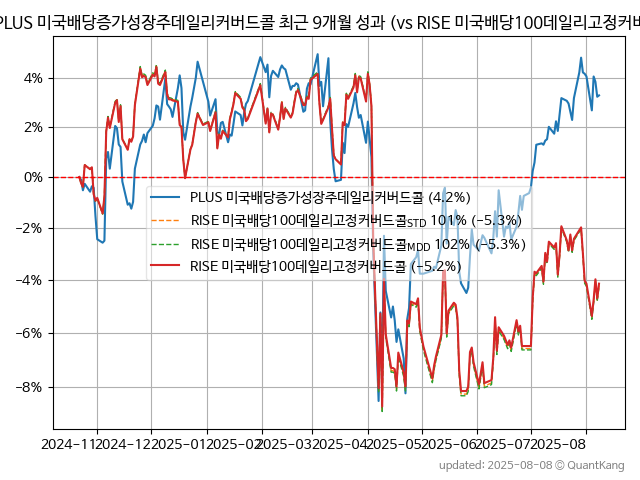 PLUS 미국배당증가성장주데일리커버드콜 최근 9개월 성과 (vs RISE 미국배당100데일리고정커버
4%
2%
0%
−2%
−4%
−6%
−8%
PLUS 미국배당증가성장주데일리커버드콜 (4.2%)
RISE 미국배당100데일리고정커버드콜STD 101% (−5.3%)
RISE 미국배당100데일리고정커버드콜MDD 102% (−5.3%)
RISE 미국배당100데일리고정커버드콜 (−5.2%)
2024−11 2024−12 2025−01 2025−02 2025−03 2025−04 2025−05 2025−06 2025−07 2025−08
updated: 2025−08−08 © QuantKang